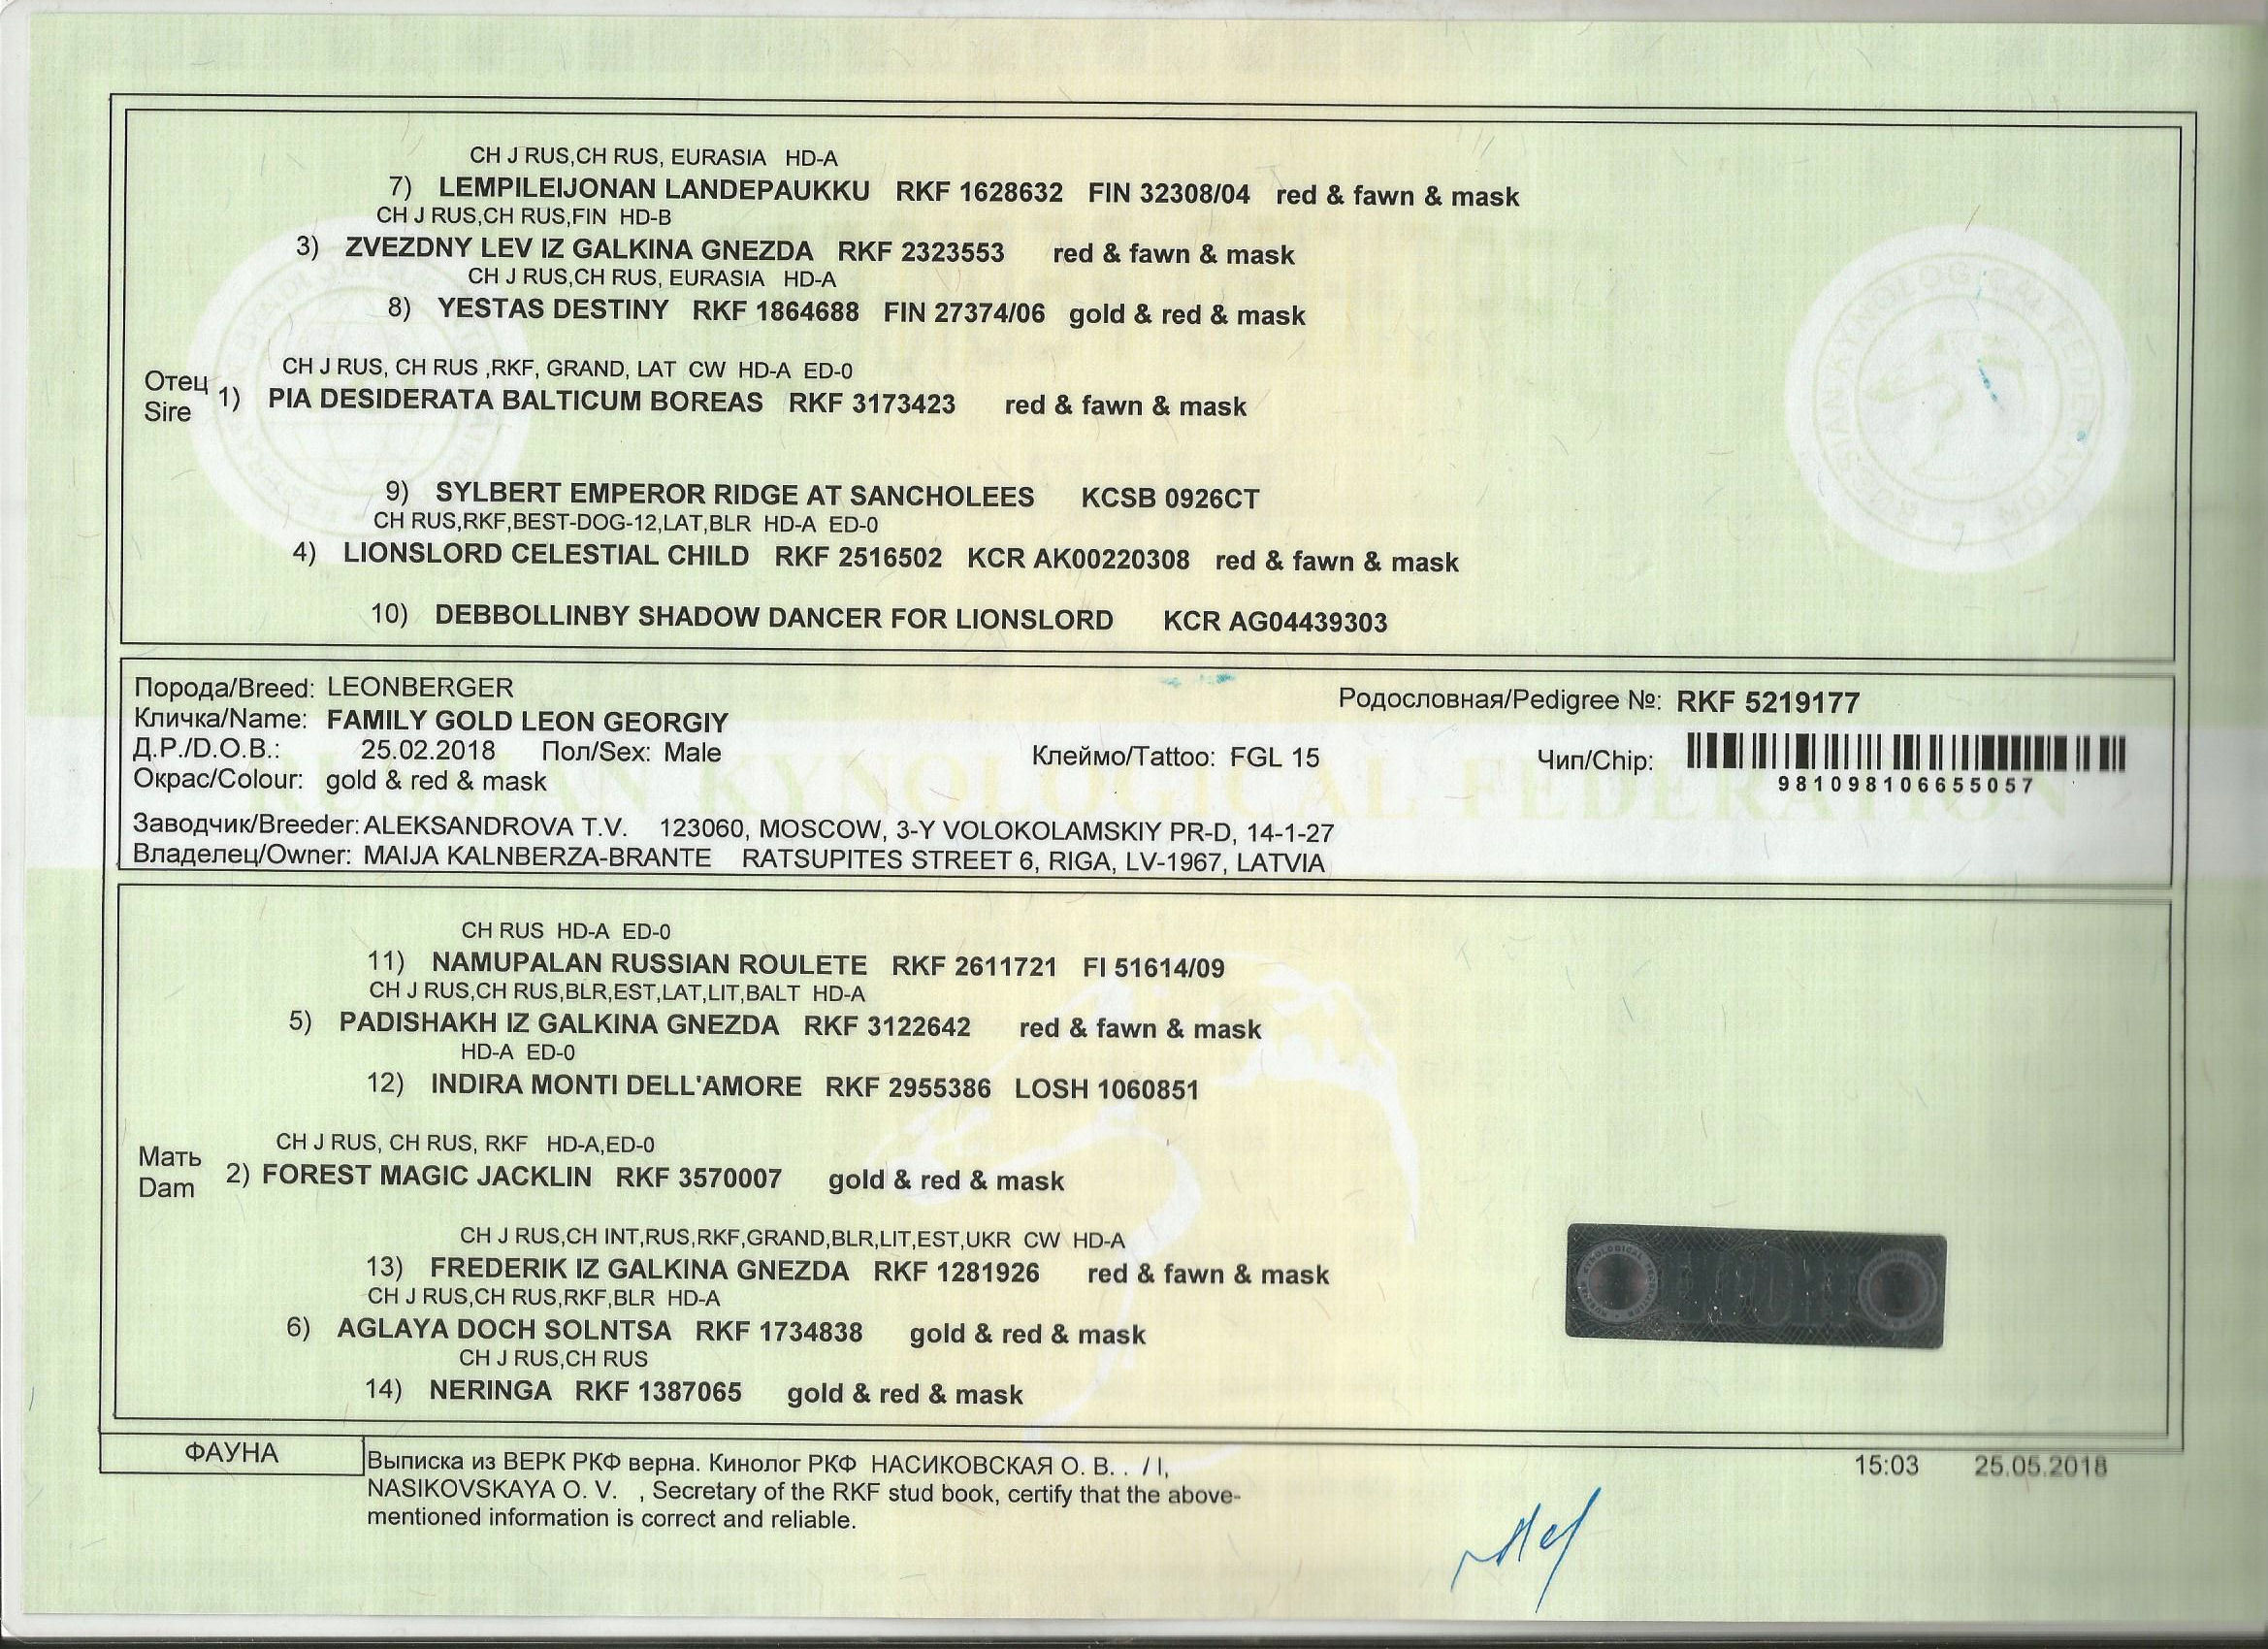 CH J RUS,CH RUS, EURASIA HD-A
7) LEMPILEIJONAN LANDEPAUKKU RKF 1628632 FIN 32308/04 red & fawn & mask
CH J RUS,CH RUS,FIN HD-B
3) ZVEZDNY LEV IZ GALKINA GNEZDA RKF 2323553 red & fawn & mask
CH J RUS,CH RUS, EURASIA HD-A
8) YESTAS DESTINY RKF 1864688 FIN 27374/06 gold & red & mask
CH J RUS, CH RUS ,RKF, GRAND, LAT CW HD-A ED-0
Отец
Sire
1) PIA DESIDERATA BALTICUM BOREAS RKF 3173423 red & fawn & mask
9) SYLBERT EMPEROR RIDGE AT SANCHOLEES KCSB 0926CT
CH RUS,RKF,BEST-DOG-12,LAT,BLR HD-A ED-0
4) LIONSLORD CELESTIAL CHILD RKF 2516502 KCR AK00220308 red & fawn & mask
10) DEBBOLLINBY SHADOW DANCER FOR LIONSLORD KCR AG04439303
Порода/Breed: LEONBERGER Родословная/Pedigree №: RKF 5219177
Кличка/Name: FAMILY GOLD LEON GEORGIY
Д.Р./D.O.B.: 25.02.2018 Пол/Sex: Male Клеймо/Tattoo: FGL 15 Чип/Chip:
981098106655057
Окрас/Colour: gold & red & mask
KYNOLOGICAL FEDERATION
Заводчик/Breeder: ALEKSANDROVA T.V. 123060, MOSCOW, 3-Y VOLOKOLAMSKIY PR-D, 14-1-27
Владелец/Owner: MAIJA KALNBERZA-BRANTE RATSUPITES STREET 6, RIGA, LV-1967, LATVIA
CH RUS HD-A ED-0
11) NAMUPALAN RUSSIAN ROULETE RKF 2611721 FI 51614/09
CH J RUS,CH RUS,BLR,EST,LAT,LIT,BALT HD-A
5) PADISHAKH IZ GALKINA GNEZDA RKF 3122642 red & fawn & mask
HD-A ED-0
12) INDIRA MONTI DELL'AMORE RKF 2955386 LOSH 1060851
CH J RUS, CH RUS, RKF HD-A,ED-0
Мать
Dam
2) FOREST MAGIC JACKLIN RKF 3570007 gold & red & mask
CH J RUS,CH INT,RUS,RKF,GRAND,BLR,LIT,EST,UKR CW HD-A
13) FREDERIK IZ GALKINA GNEZDA RKF 1281926 red & fawn & mask
CH J RUS,CH RUS,RKF,BLR HD-A
6) AGLAYA DOCH SOLNTSA RKF 1734838 gold & red & mask
CH J RUS,CH RUS
14) NERINGA RKF 1387065 gold & red & mask
ФАУНА
Выписка из ВЕРК РКФ верна. Кинолог РКФ НАСИКОВСКАЯ О. В. . / I,
NASIKOVSKAYA O. V. , Secretary of the RKF stud book, certify that the above-
mentioned information is correct and reliable.
15:03 25.05.2018